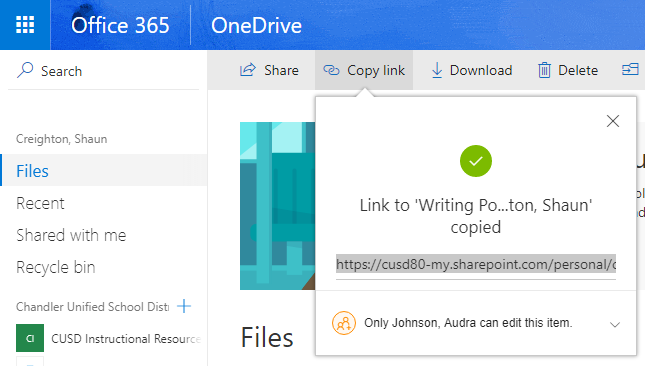 Office 365 OneDrive
Search
Share Copy link Download Delete
Creighton, Shaun
Files
Recent
Shared with me
Recycle bin
Chandler Unified School Distri
CI CUSD Instructional Resource
Link to 'Writing Po...ton, Shaun'
copied
https://cusd80-my.sharepoint.com/personal/c
Only Johnson, Audra can edit this item.
Files